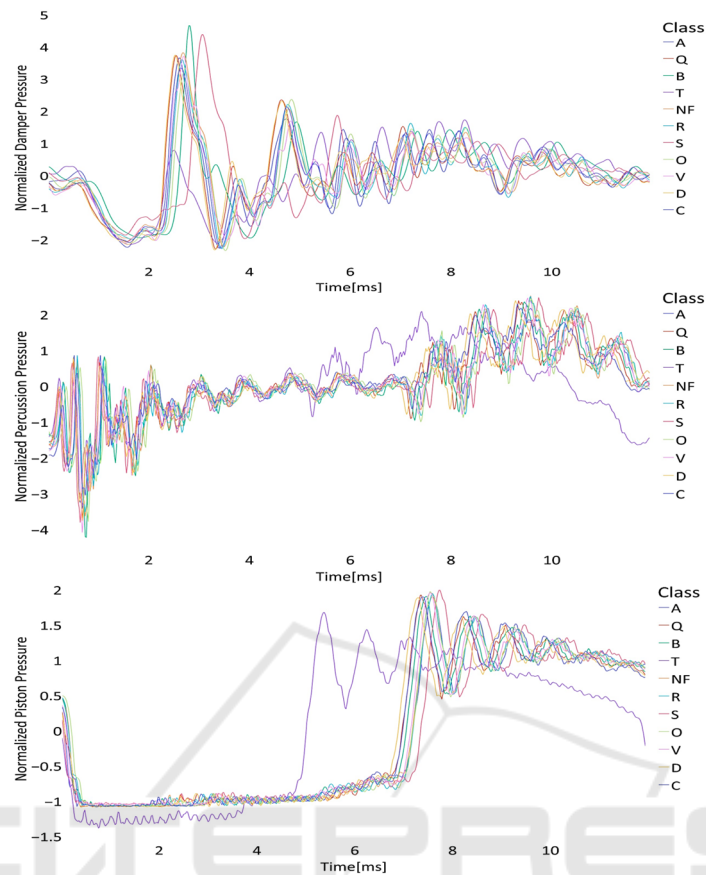 5
4
3
2
1
0
−1
−2
Normalized Damper Pressure
2 4 6 8 10
Time[ms]
Class
A
Q
B
T
NF
R
S
O
V
D
C
2
1
0
−1
−2
−3
−4
Normalized Percussion Pressure
2 4 6 8 10
Time[ms]
Class
A
Q
B
T
NF
R
S
O
V
D
C
2
1.5
1
0.5
0
−0.5
−1
−1.5
Normalized Piston Pressure
2 4 6 8 10
Time[ms]
Class
A
Q
B
T
NF
R
S
O
V
D
C